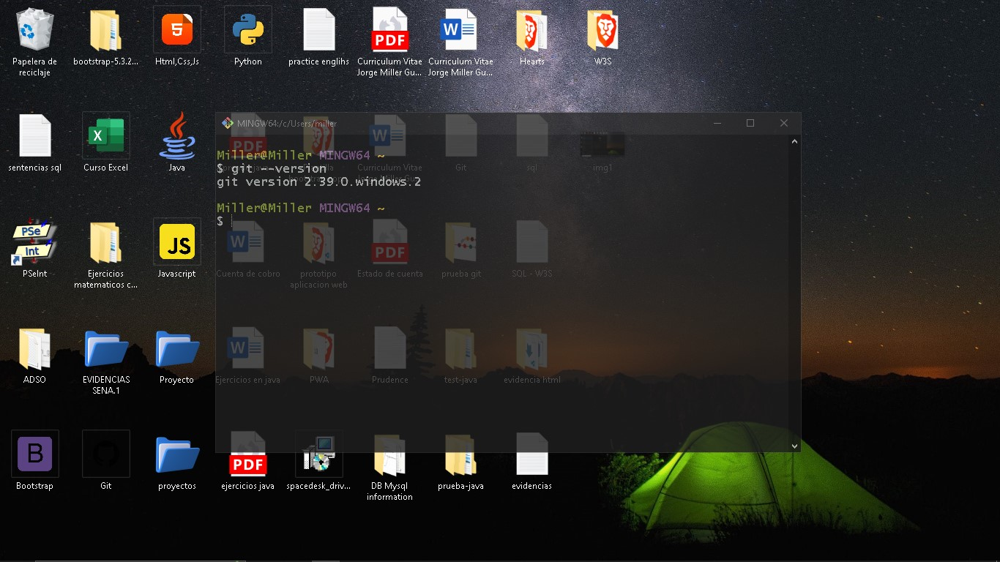 Papelera de
reciclaje
bootstrap-5.3.2...
Html,Css,Js
Python
practice englihs
PDF
Curriculum Vitae
Jorge Miller Gu...
Curriculum Vitae
Jorge Miller Gu...
Hearts
W3S
sentencias sql
Curso Excel
Java
MINGW64:/c/Users/miller
Miller@Miller MINGW64 ~
$ git --version
git version 2.39.0.windows.2
Miller@Miller MINGW64 ~
$
Curriculum Vitae
Jorge Miller Gu...
Git
sql
img1
PSe
Int
PSeInt
Ejercicios
matematicos c...
JS
Javascript
Cuenta de cobro
prototipo
aplicacion web
PDF
Estado de cuenta
prueba git
SQL - W3S
ADSO
EVIDENCIAS
SENA.1
Proyecto
Ejercicios en java
PWA
Prudence
test-java
evidencia html
B
Bootstrap
Git
proyectos
PDF
ejercicios java
spacedesk_driv...
DB Mysql
information
prueba-java
evidencias